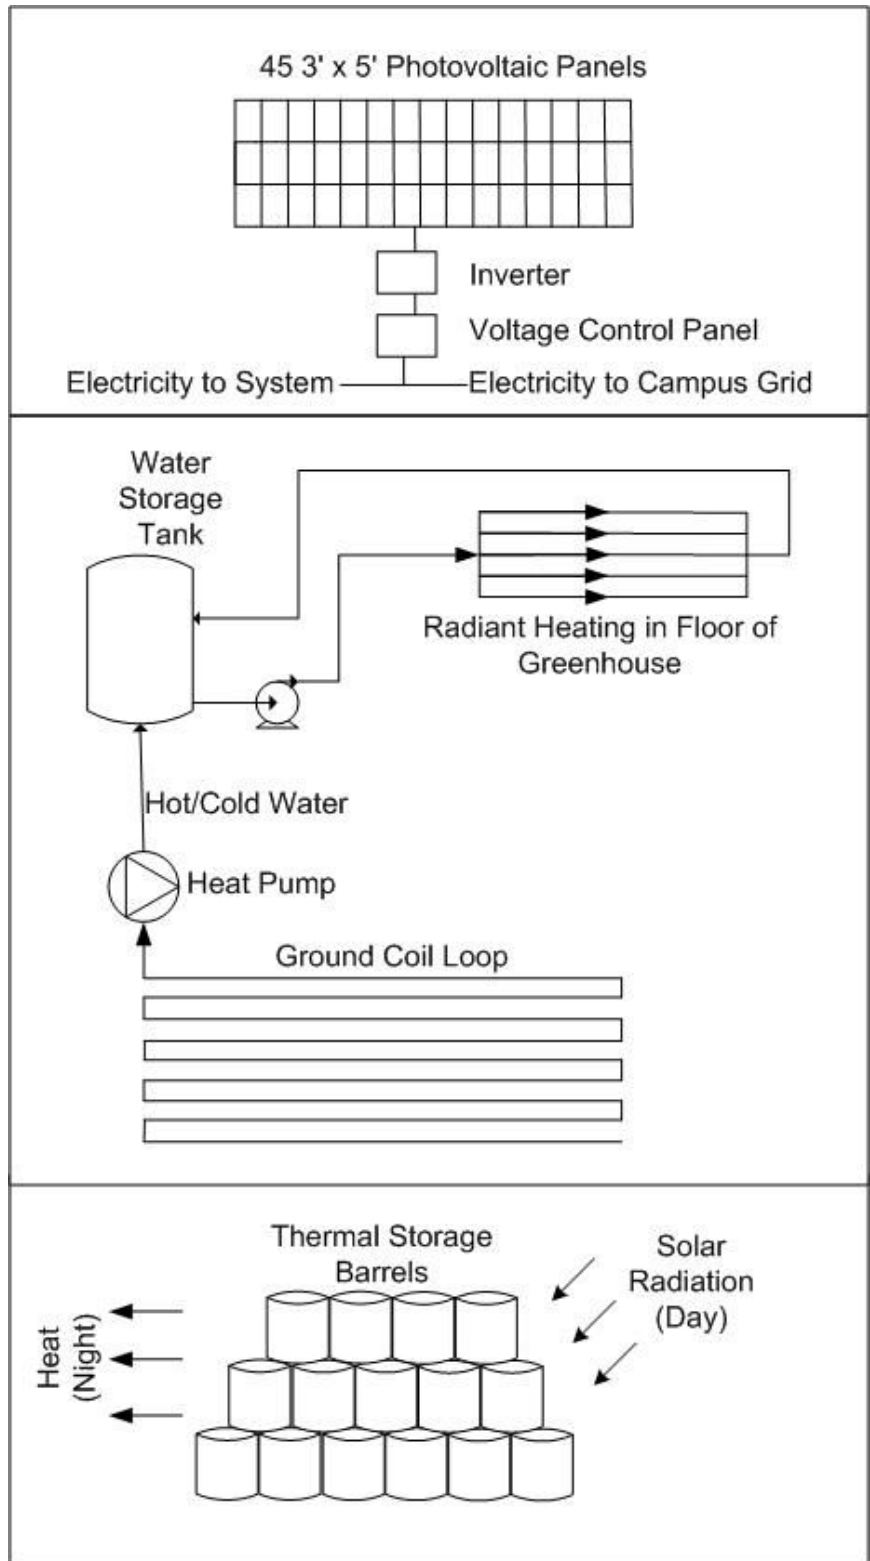 45 3' x 5' Photovoltaic Panels
Inverter
Voltage Control Panel
Electricity to System
Electricity to Campus Grid
Water
Storage
Tank
Radiant Heating in Floor of
Greenhouse
Hot/Cold Water
Heat Pump
Ground Coil Loop
Thermal Storage
Barrels
Solar
Radiation
(Day)
Heat
(Night)